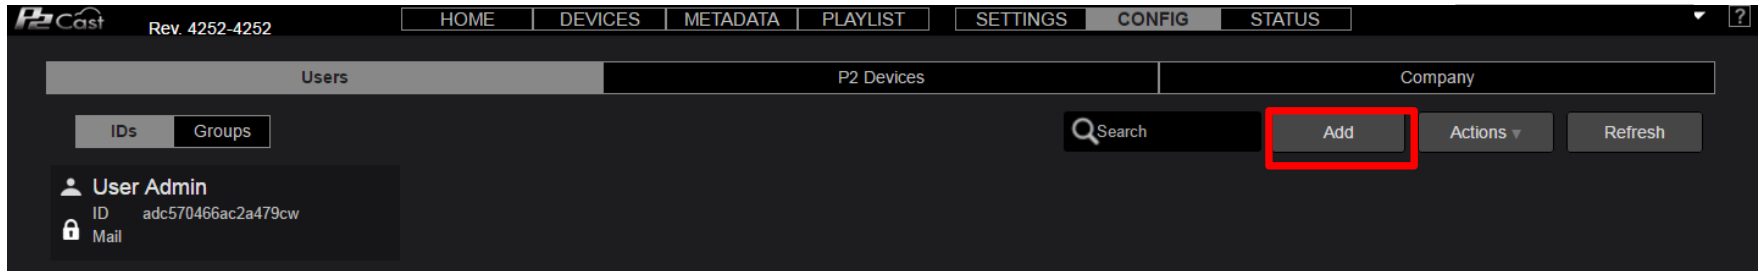 P2 Cast Rev. 4252-4252 HOME DEVICES METADATA PLAYLIST SETTINGS CONFIG STATUS ?
Users P2 Devices Company
IDs Groups Search Add Actions Refresh
User Admin
ID adc570466ac2a479cw
Mail